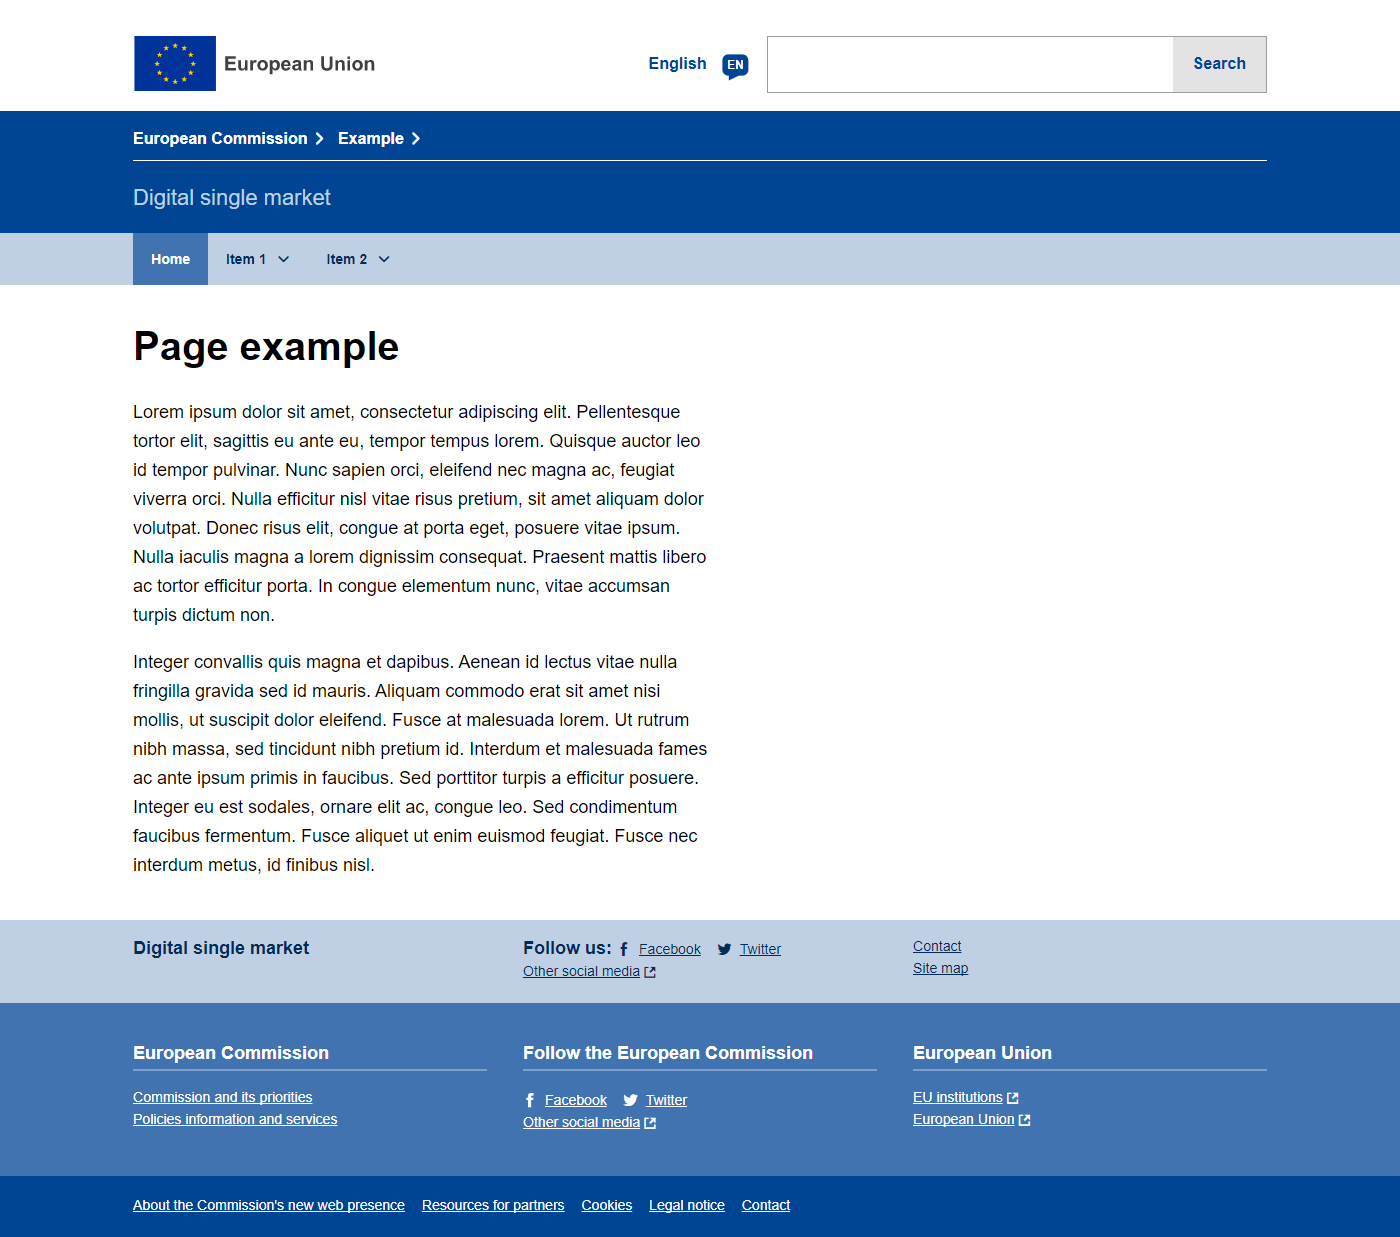 European Union
English EN Search
European Commission Example
Digital single market
Home Item 1 Item 2
Page example
Lorem ipsum dolor sit amet, consectetur adipiscing elit. Pellentesque
tortor elit, sagittis eu ante eu, tempor tempus lorem. Quisque auctor leo
id tempor pulvinar. Nunc sapien orci, eleifend nec magna ac, feugiat
viverra orci. Nulla efficitur nisl vitae risus pretium, sit amet aliquam dolor
volutpat. Donec risus elit, congue at porta eget, posuere vitae ipsum.
Nulla iaculis magna a lorem dignissim consequat. Praesent mattis libero
ac tortor efficitur porta. In congue elementum nunc, vitae accumsan
turpis dictum non.
Integer convallis quis magna et dapibus. Aenean id lectus vitae nulla
fringilla gravida sed id mauris. Aliquam commodo erat sit amet nisi
mollis, ut suscipit dolor eleifend. Fusce at malesuada lorem. Ut rutrum
nibh massa, sed tincidunt nibh pretium id. Interdum et malesuada fames
ac ante ipsum primis in faucibus. Sed porttitor turpis a efficitur posuere.
Integer eu est sodales, ornare elit ac, congue leo. Sed condimentum
faucibus fermentum. Fusce aliquet ut enim euismod feugiat. Fusce nec
interdum metus, id finibus nisl.
Digital single market
Follow us: Facebook Twitter
Other social media
Contact
Site map
European Commission
Commission and its priorities
Policies information and services
Follow the European Commission
Facebook Twitter
Other social media
European Union
EU institutions
European Union
About the Commission's new web presence Resources for partners Cookies Legal notice Contact